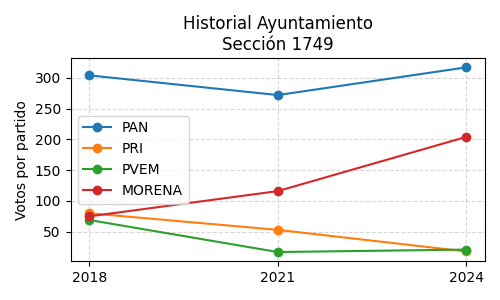 Historial Ayuntamiento
Sección 1749
Votos por partido
300
250
200
150
100
50
PAN
PRI
PVEM
MORENA
2018
2021
2024